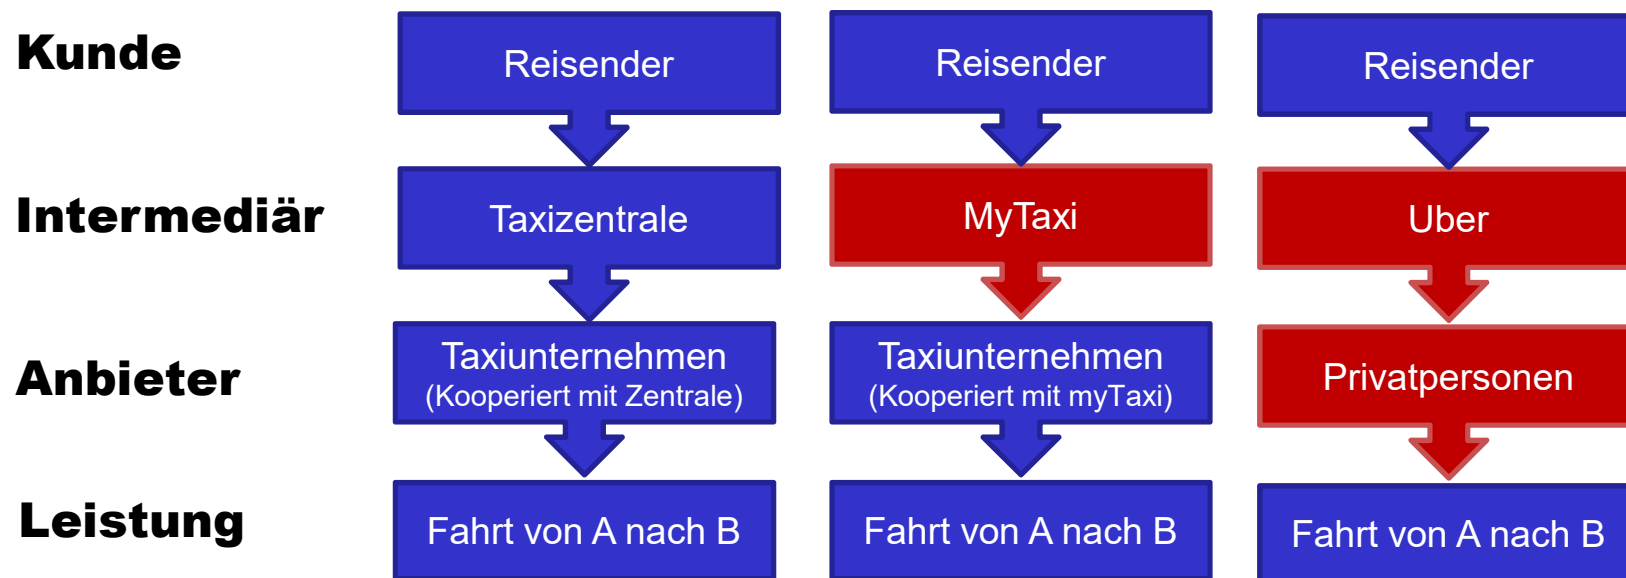 Kunde
Reisender
Reisender
Reisender
Intermediär
Taxizentrale
MyTaxi
Uber
Anbieter
Taxiunternehmen
(Kooperiert mit Zentrale)
Taxiunternehmen
(Kooperiert mit myTaxi)
Privatpersonen
Leistung
Fahrt von A nach B
Fahrt von A nach B
Fahrt von A nach B